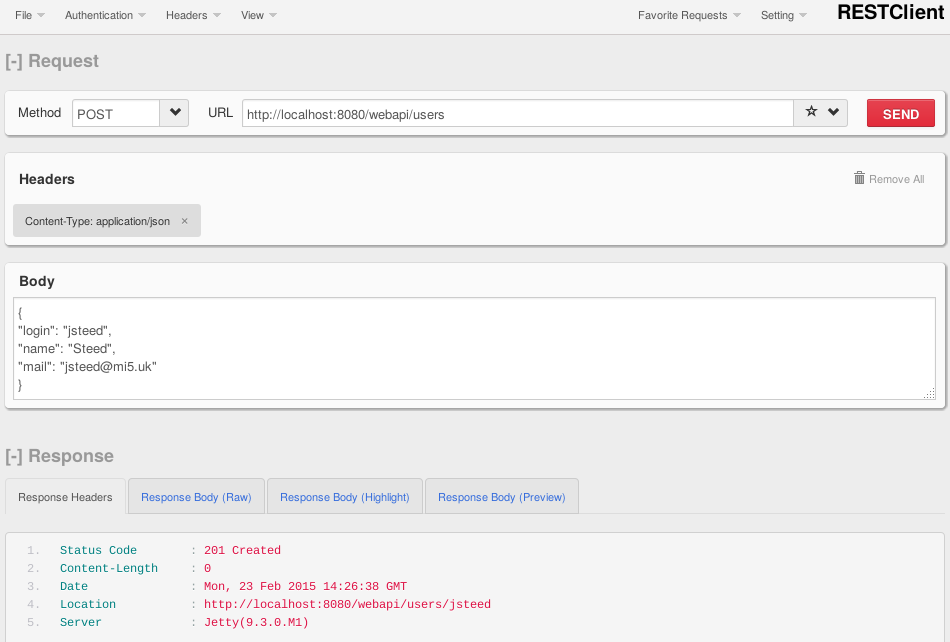 File Authentication Headers View Favorite Requests Setting RESTClient
[-] Request
Method POST URL http://localhost:8080/webapi/users SEND
Headers Remove All
Content-Type: application/json ×
Body
{
"login": "jsteed",
"name": "Steed",
"mail": "jsteed@mi5.uk"
}
[-] Response
Response Headers Response Body (Raw) Response Body (Highlight) Response Body (Preview)
1. Status Code : 201 Created
2. Content-Length : 0
3. Date : Mon, 23 Feb 2015 14:26:38 GMT
4. Location : http://localhost:8080/webapi/users/jsteed
5. Server : Jetty(9.3.0.M1)